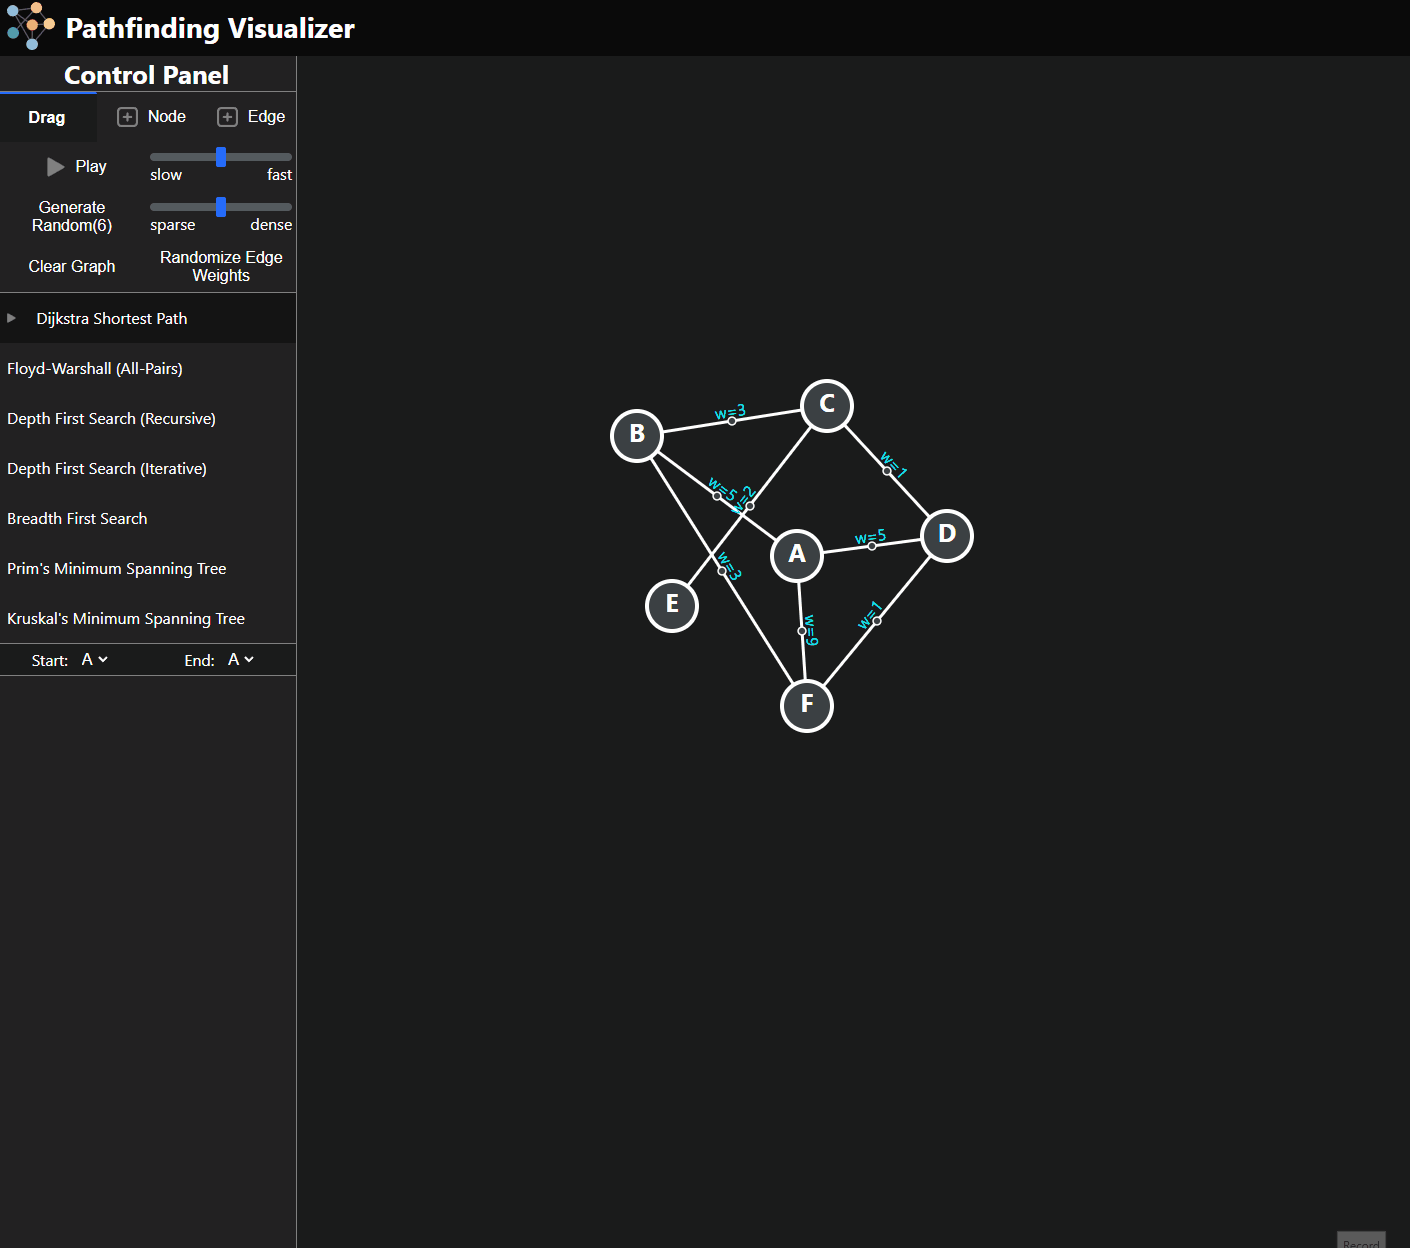 Pathfinding Visualizer
Control Panel
Drag
Node
Edge
Play
slow
fast
Generate
Random(6)
sparse
dense
Clear Graph
Randomize Edge
Weights
Dijkstra Shortest Path
Floyd-Warshall (All-Pairs)
Depth First Search (Recursive)
Depth First Search (Iterative)
Breadth First Search
Prim's Minimum Spanning Tree
Kruskal's Minimum Spanning Tree
Start: A
End: A
C
w=3
B
w=1
w=5
w=2
D
w=5
A
w=3
E
w=1
w=9
F
Record